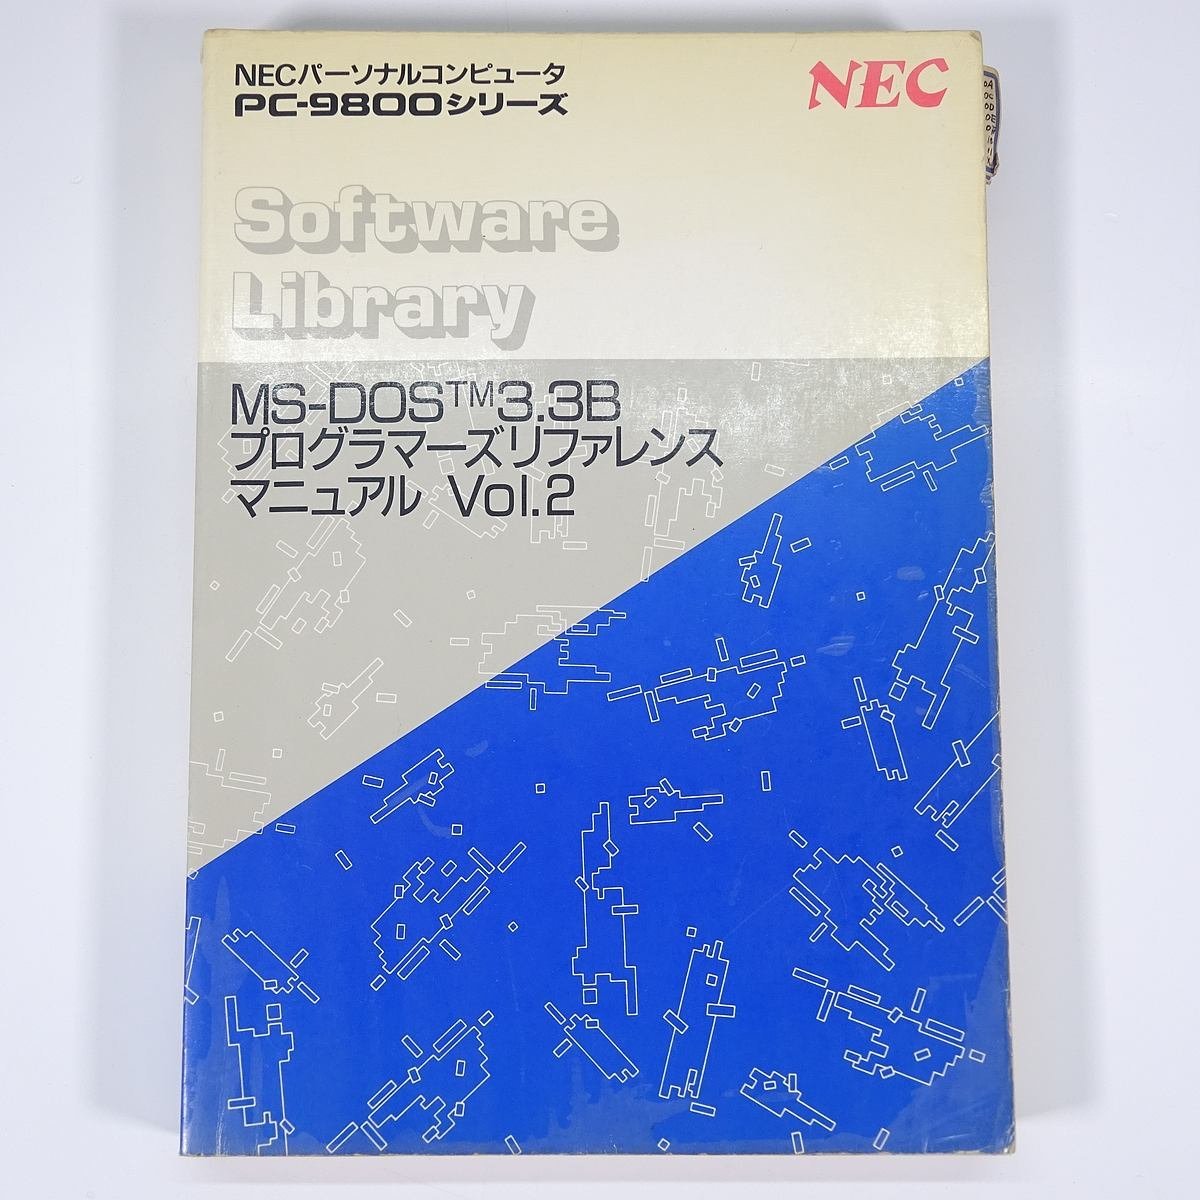 NECパーソナルコンピュータ
PC-9800シリーズ
NEC
Software
Library
MS-DOS™3.3B
プログラマーズリファレンス
マニュアル Vol.2